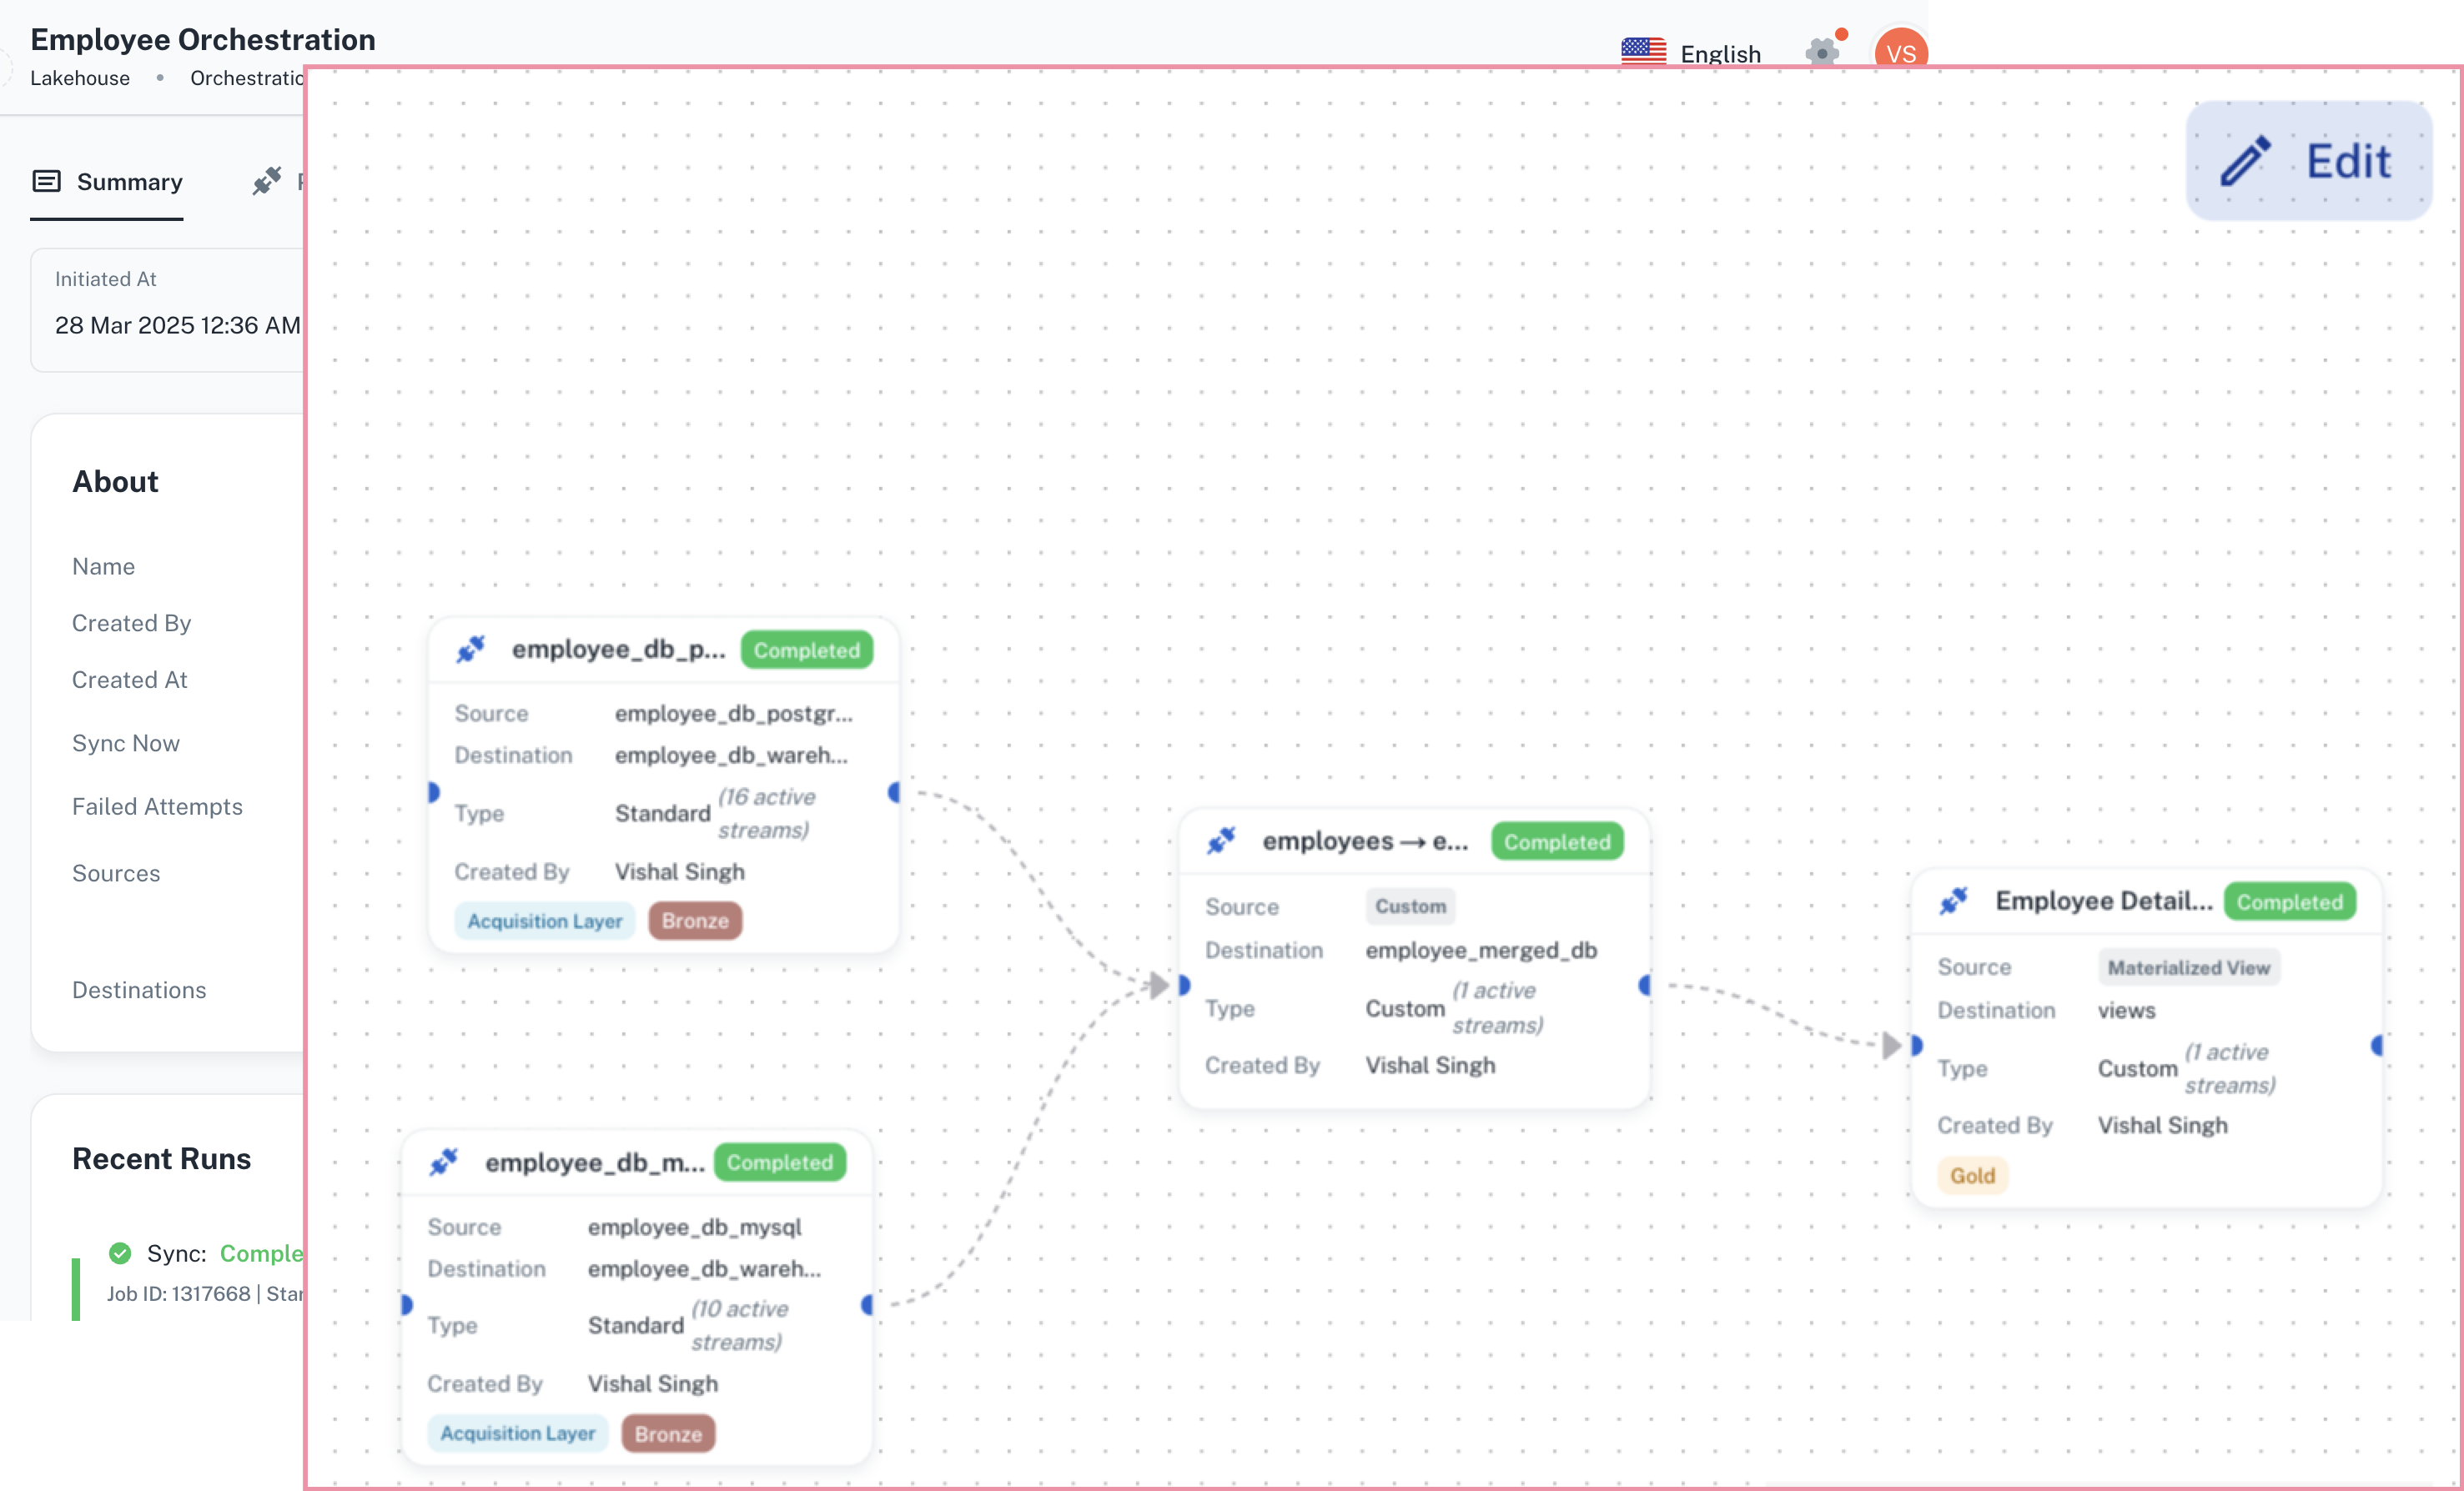 Employee Orchestration
Lakehouse • Orchestratio
English
VS
Summary
Edit
Initiated At
28 Mar 2025 12:36 AM
About
Name
Created By
Created At
Sync Now
Failed Attempts
Sources
Destinations
Recent Runs
Sync: Comple
Job ID: 1317668 | Star
employee_db_p... Completed
Source employee_db_postgr...
Destination employee_db_wareh...
Type Standard (16 active
streams)
Created By Vishal Singh
Acquisition Layer Bronze
employee_db_m... Completed
Source employee_db_mysql
Destination employee_db_wareh...
Type Standard (10 active
streams)
Created By Vishal Singh
Acquisition Layer Bronze
employees → e... Completed
Source Custom
Destination employee_merged_db
Type Custom (1 active
streams)
Created By Vishal Singh
Employee Detail... Completed
Source Materialized View
Destination views
Type Custom (1 active
streams)
Created By Vishal Singh
Gold